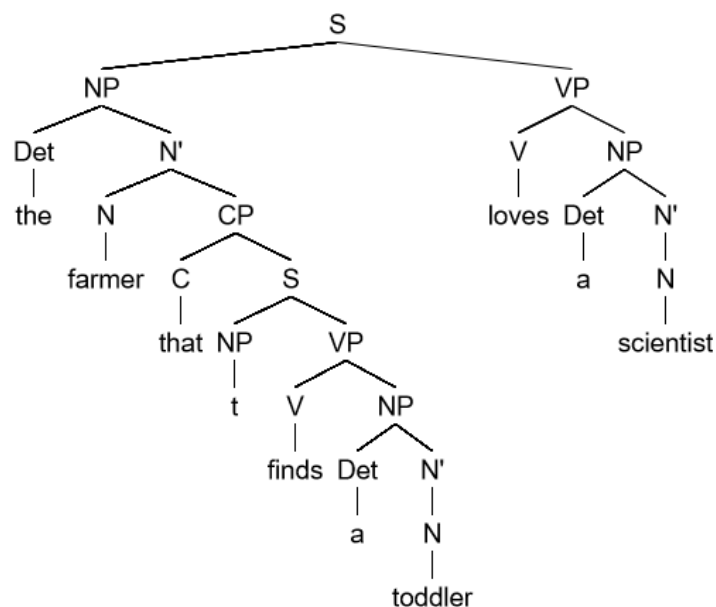 S
NP VP
Det N' V NP
the N CP loves Det N'
farmer C S a N
that NP VP scientist
t V NP
finds Det N'
a N
toddler